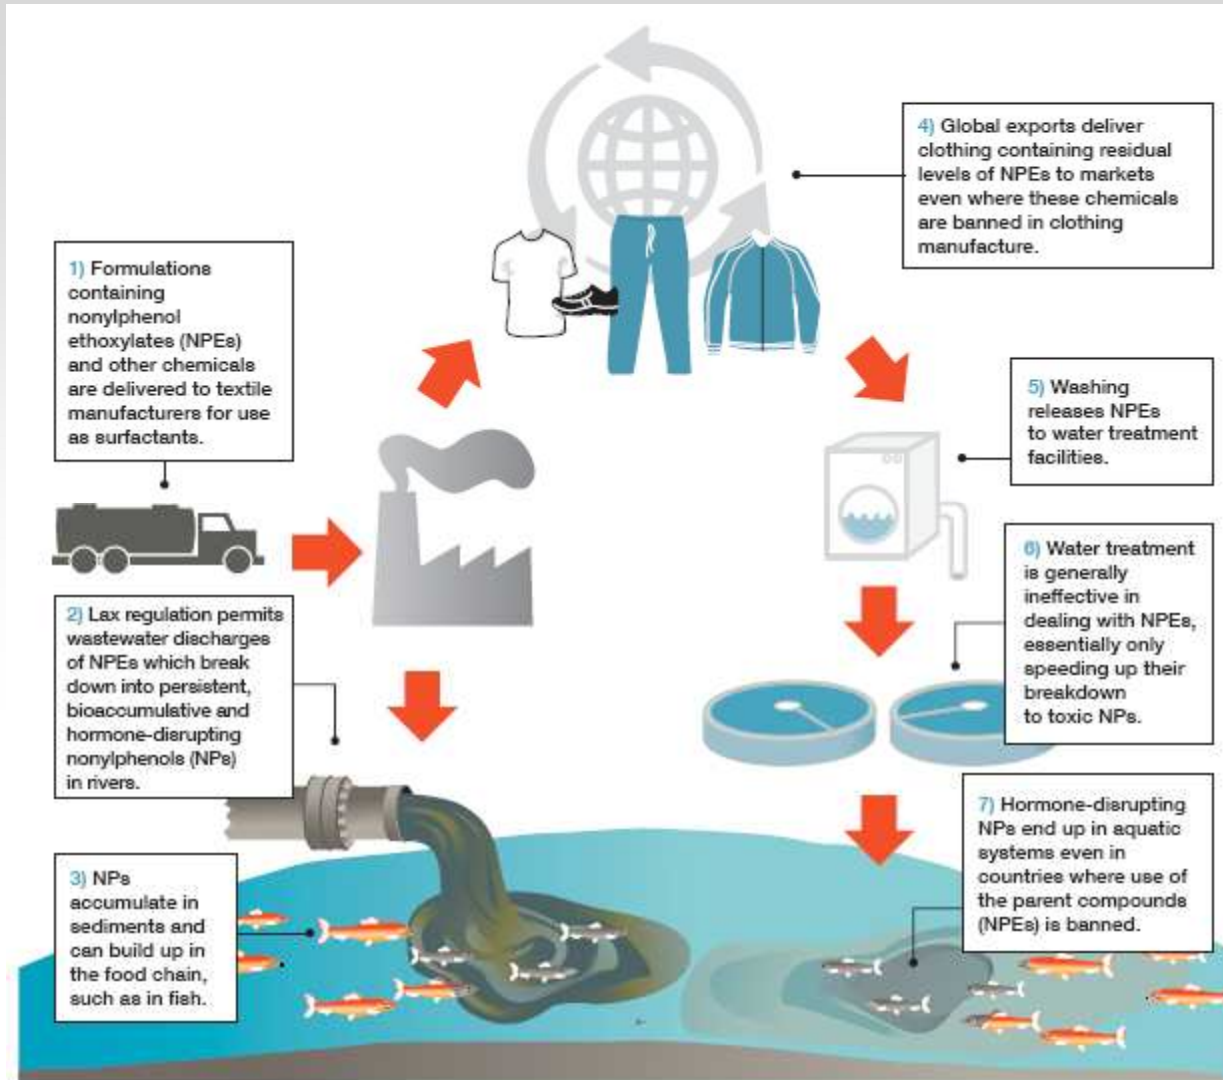 1) Formulations
containing
nonylphenol
ethoxylates (NPEs)
and other chemicals
are delivered to textile
manufacturers for use
as surfactants.
2) Lax regulation permits
wastewater discharges
of NPEs which break
down into persistent,
bioaccumulative and
hormone-disrupting
nonylphenols (NPs)
in rivers.
3) NPs
accumulate in
sediments and
can build up in
the food chain,
such as in fish.
4) Global exports deliver
clothing containing residual
levels of NPEs to markets
even where these chemicals
are banned in clothing
manufacture.
5) Washing
releases NPEs
to water treatment
facilities.
6) Water treatment
is generally
ineffective in
dealing with NPEs,
essentially only
speeding up their
breakdown
to toxic NPs.
7) Hormone-disrupting
NPs end up in aquatic
systems even in
countries where use of
the parent compounds
(NPEs) is banned.